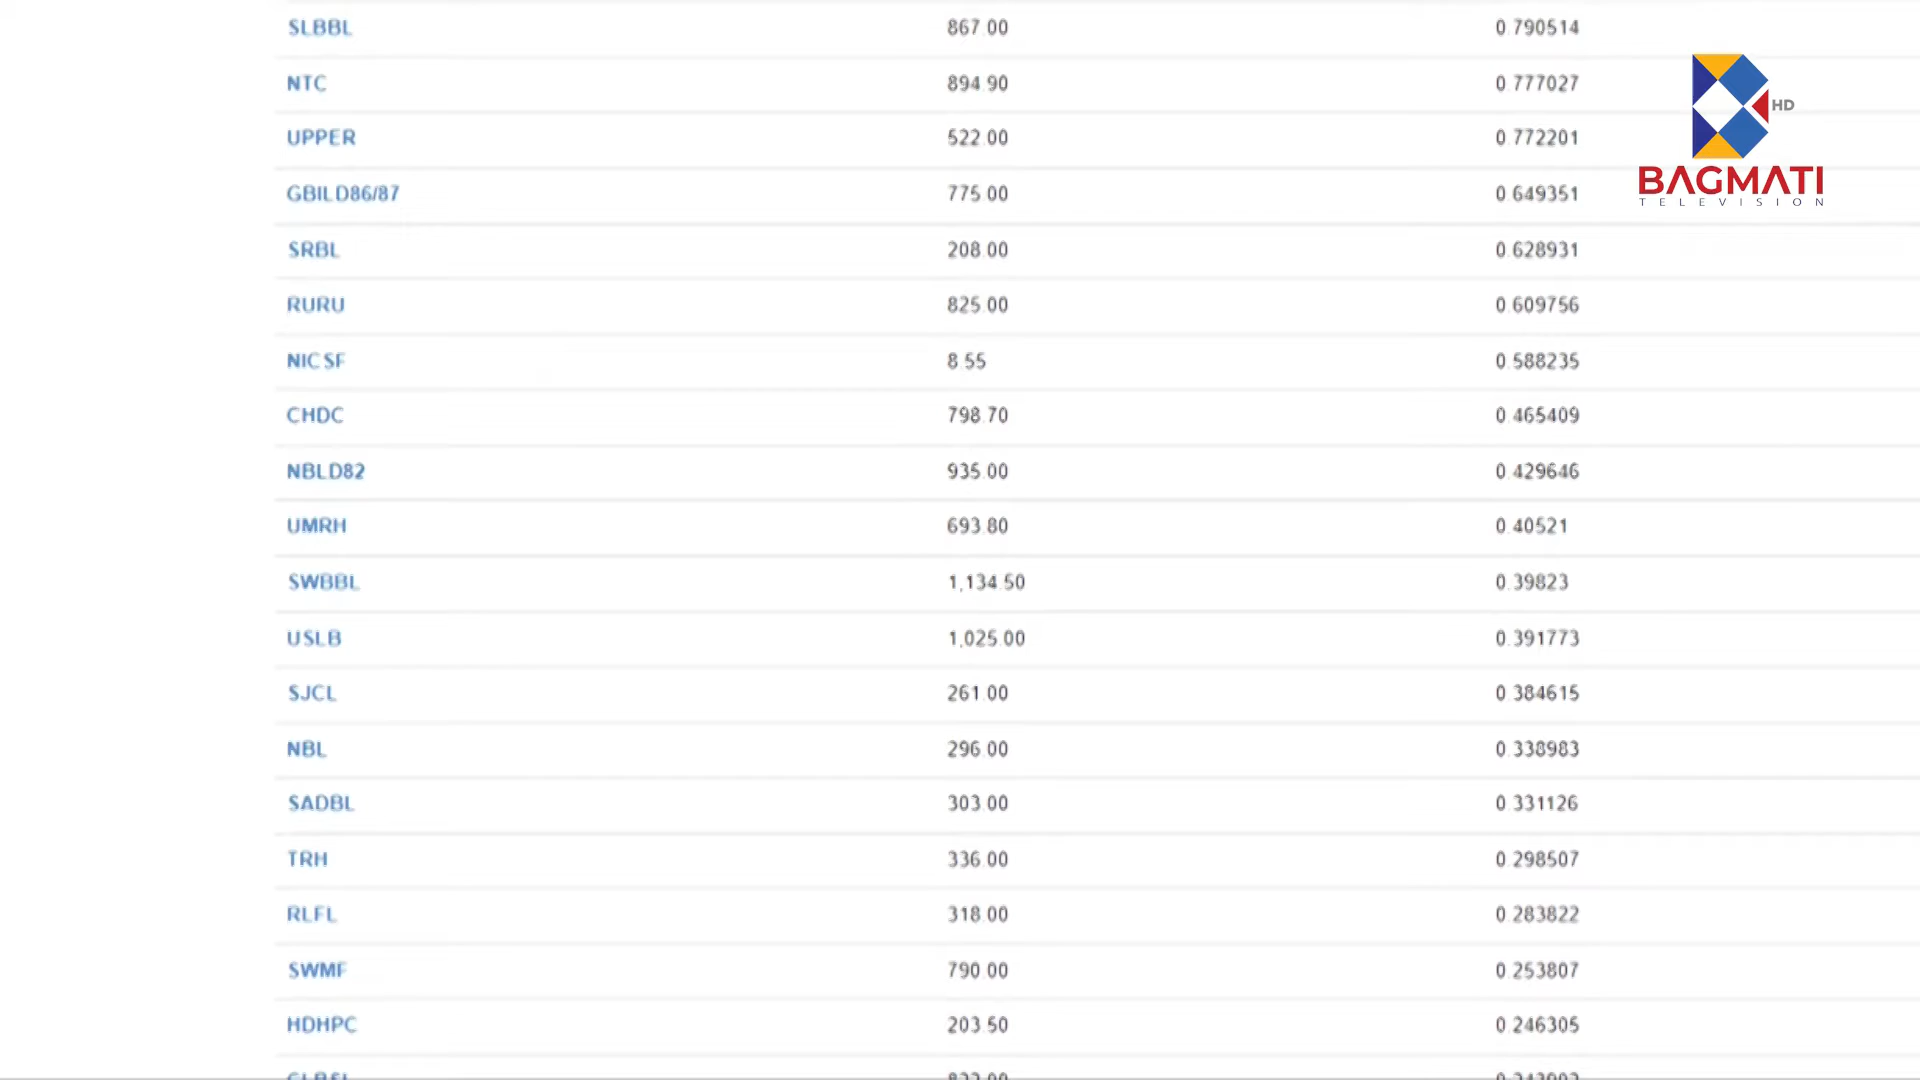 SLBBL 867.00 0.790514
NTC 894.90 0.777027
UPPER 522.00 0.772201
GBILD86/87 775.00 0.649351
SRBL 208.00 0.628931
RURU 825.00 0.609756
NICSF 8.55 0.588235
CHDC 798.70 0.465409
NBLD82 935.00 0.429646
UMRH 693.80 0.40521
SWBBL 1,134.50 0.39823
USLB 1,025.00 0.391773
SJCL 261.00 0.384615
NBL 296.00 0.338983
SADBL 303.00 0.331126
TRH 336.00 0.298507
RLFL 318.00 0.283822
SWMF 790.00 0.253807
HDHPC 203.50 0.246305
HD
BAGMATI
TELEVISION